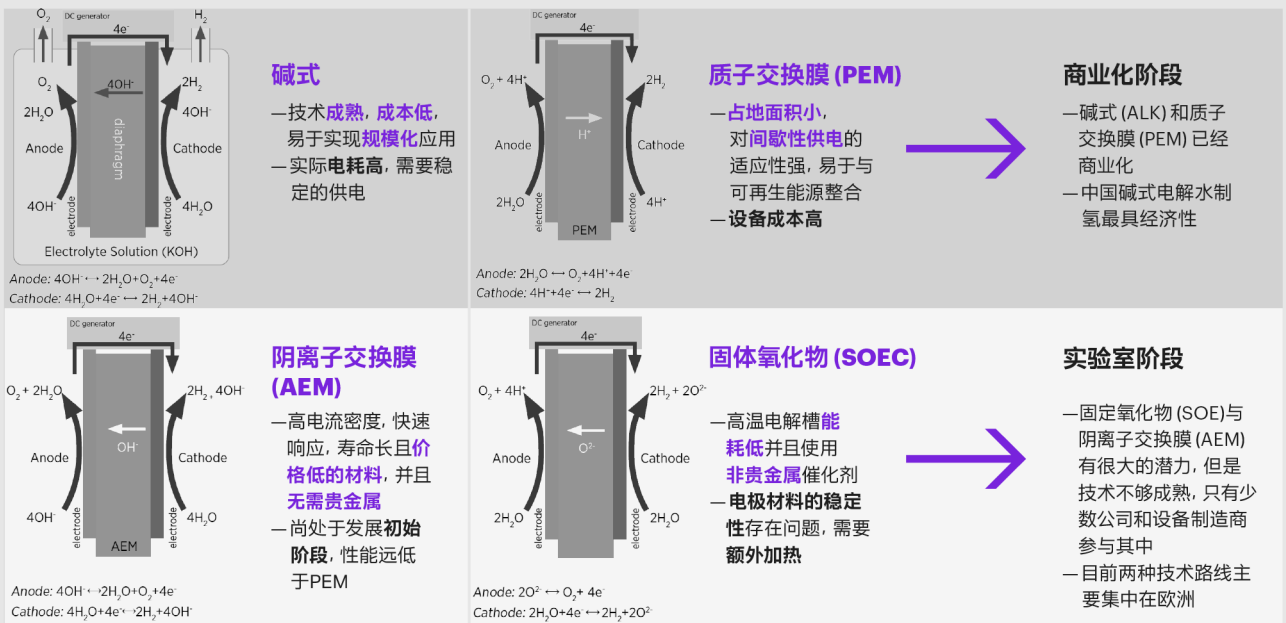 O₂
DC generator
H₂
4e⁻
O₂
4OH⁻
2H₂
2H₂O
4OH⁻
diaphragm
Anode
Cathode
4OH⁻
electrode
electrode
4H₂O
Electrolyte Solution (KOH)
Anode: 4OH⁻↔ 2H₂O+O₂+4e⁻
Cathode: 4H₂O+4e⁻ ↔ 2H₂+4OH⁻
碱式
—技术成熟, 成本低,
易于实现规模化应用
—实际电耗高, 需要稳
定的供电
DC generator
4e⁻
O₂ + 4H⁺
2H₂
H⁺
Anode
Cathode
2H₂O
electrode
electrode
4H⁺
PEM
Anode: 2H₂O ↔ O₂+4H⁺+4e
Cathode: 4H⁺+4e⁻ ↔ 2H₂
质子交换膜 (PEM)
—占地面积小,
对间歇性供电的
适应性强, 易于与
可再生能源整合
—设备成本高
商业化阶段
—碱式 (ALK) 和质子
交换膜 (PEM) 已经
商业化
—中国碱式电解水制
氢最具经济性
DC generator
4e⁻
O₂ + 2H₂O
2H₂ , 4OH⁻
OH⁻
Anode
Cathode
4OH⁻
electrode
electrode
4H₂O
AEM
Anode: 4OH⁻↔2H₂O+O₂+4e⁻
Cathode: 4H₂O+4e⁻↔2H₂+4OH⁻
阴离子交换膜
(AEM)
—高电流密度, 快速
响应, 寿命长且价
格低的材料, 并且
无需贵金属
—尚处于发展初始
阶段, 性能远低
于PEM
DC generator
4e⁻
O₂ + 4H⁺
2H₂ + 2O²⁻
O²⁻
Anode
Cathode
2H₂O
electrode
electrode
2H₂O
Anode: 2O²⁻ ↔ O₂+ 4e⁻
Cathode: 2H₂O+4e⁻↔2H₂+2O²⁻
固体氧化物 (SOEC)
—高温电解槽能
耗低并且使用
非贵金属催化剂
—电极材料的稳定
性存在问题, 需要
额外加热
实验室阶段
—固定氧化物 (SOE)与
阴离子交换膜 (AEM)
有很大的潜力, 但是
技术不够成熟, 只有少
数公司和设备制造商
参与其中
—目前两种技术路线主
要集中在欧洲